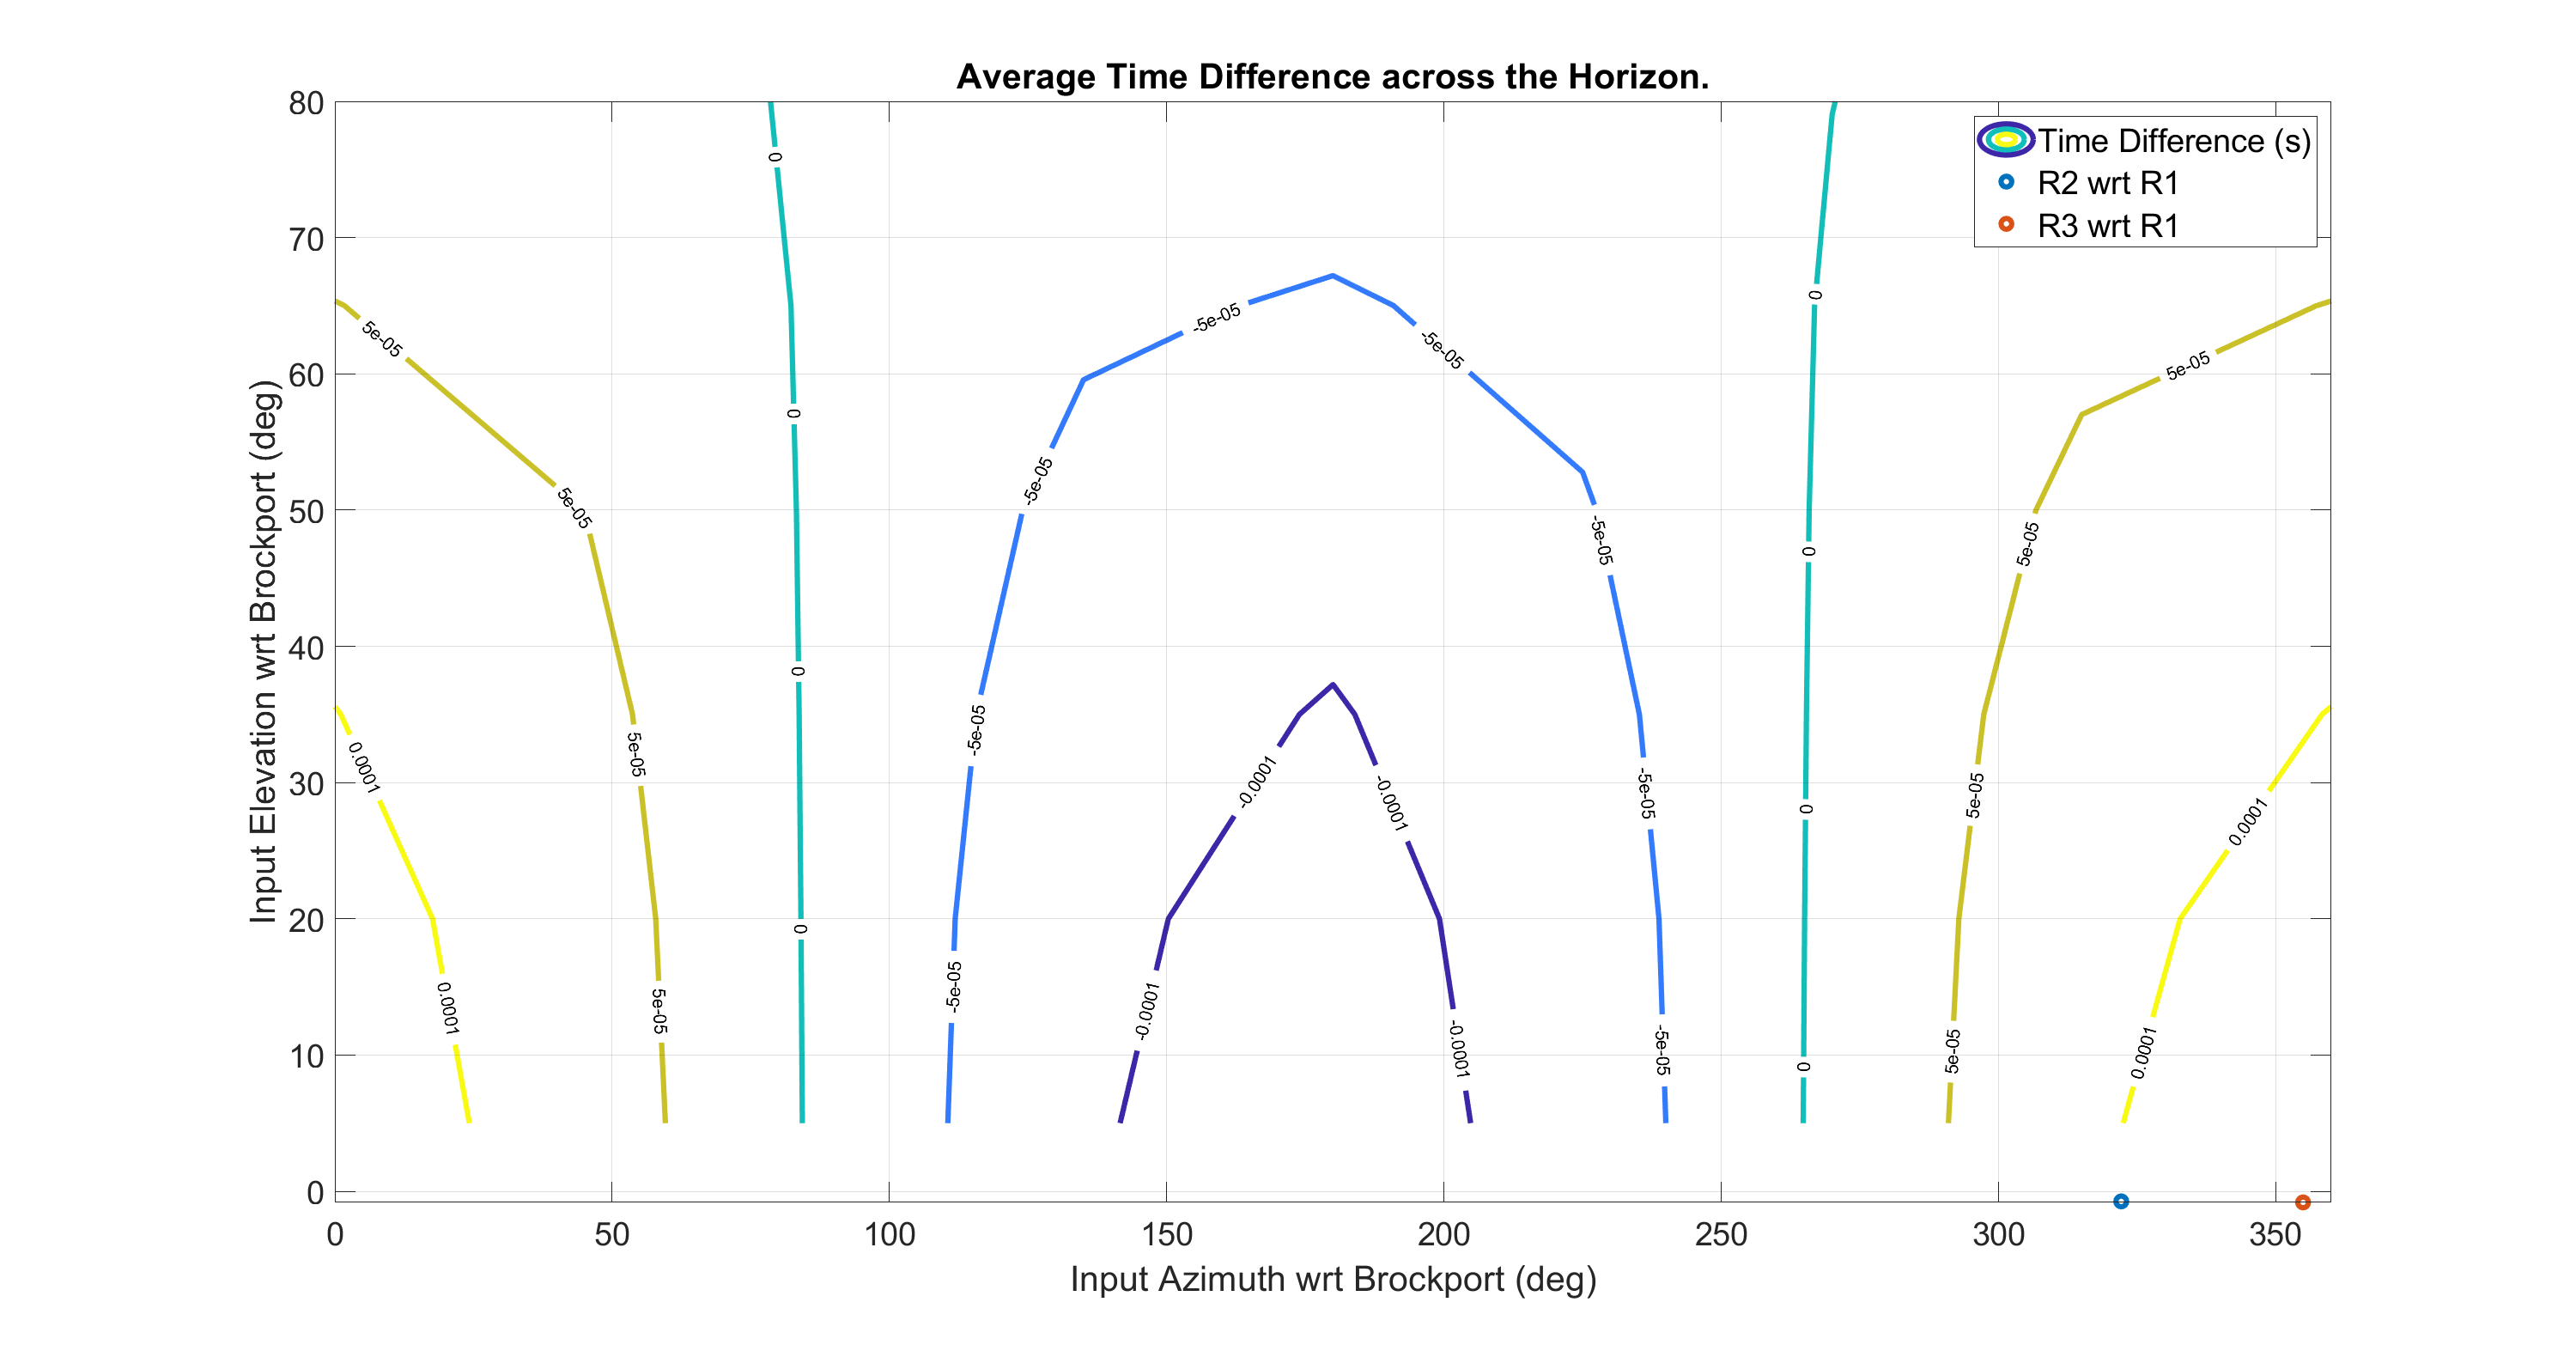 Average Time Difference across the Horizon.
Time Difference (s)
R2 wrt R1
R3 wrt R1
Input Elevation wrt Brockport (deg)
80
70
60
50
40
30
20
10
0
0
0
0
0
0
0
0
0
0
5e-05
5e-05
5e-05
5e-05
0.0001
0.0001
-5e-05
-5e-05
-5e-05
-5e-05
-5e-05
-5e-05
-5e-05
-5e-05
-0.0001
-0.0001
-0.0001
-0.0001
5e-05
5e-05
5e-05
5e-05
0.0001
0.0001
0 50 100 150 200 250 300 350
Input Azimuth wrt Brockport (deg)